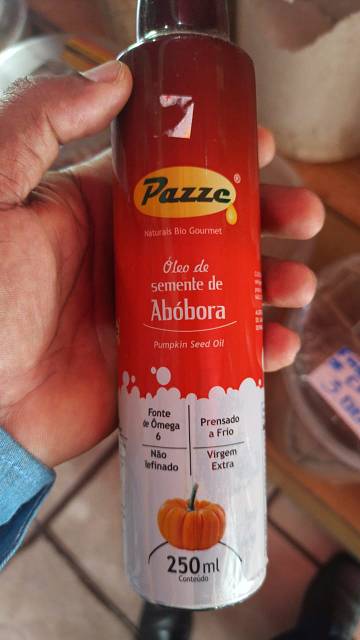 Pazze®
Naturals Bio Gourmet
Óleo de
semente de
Abóbora
Pumpkin Seed Oil
Fonte
de Ômega
6
Prensado
a Frio
Não
Refinado
Virgem
Extra
250ml
Conteúdo